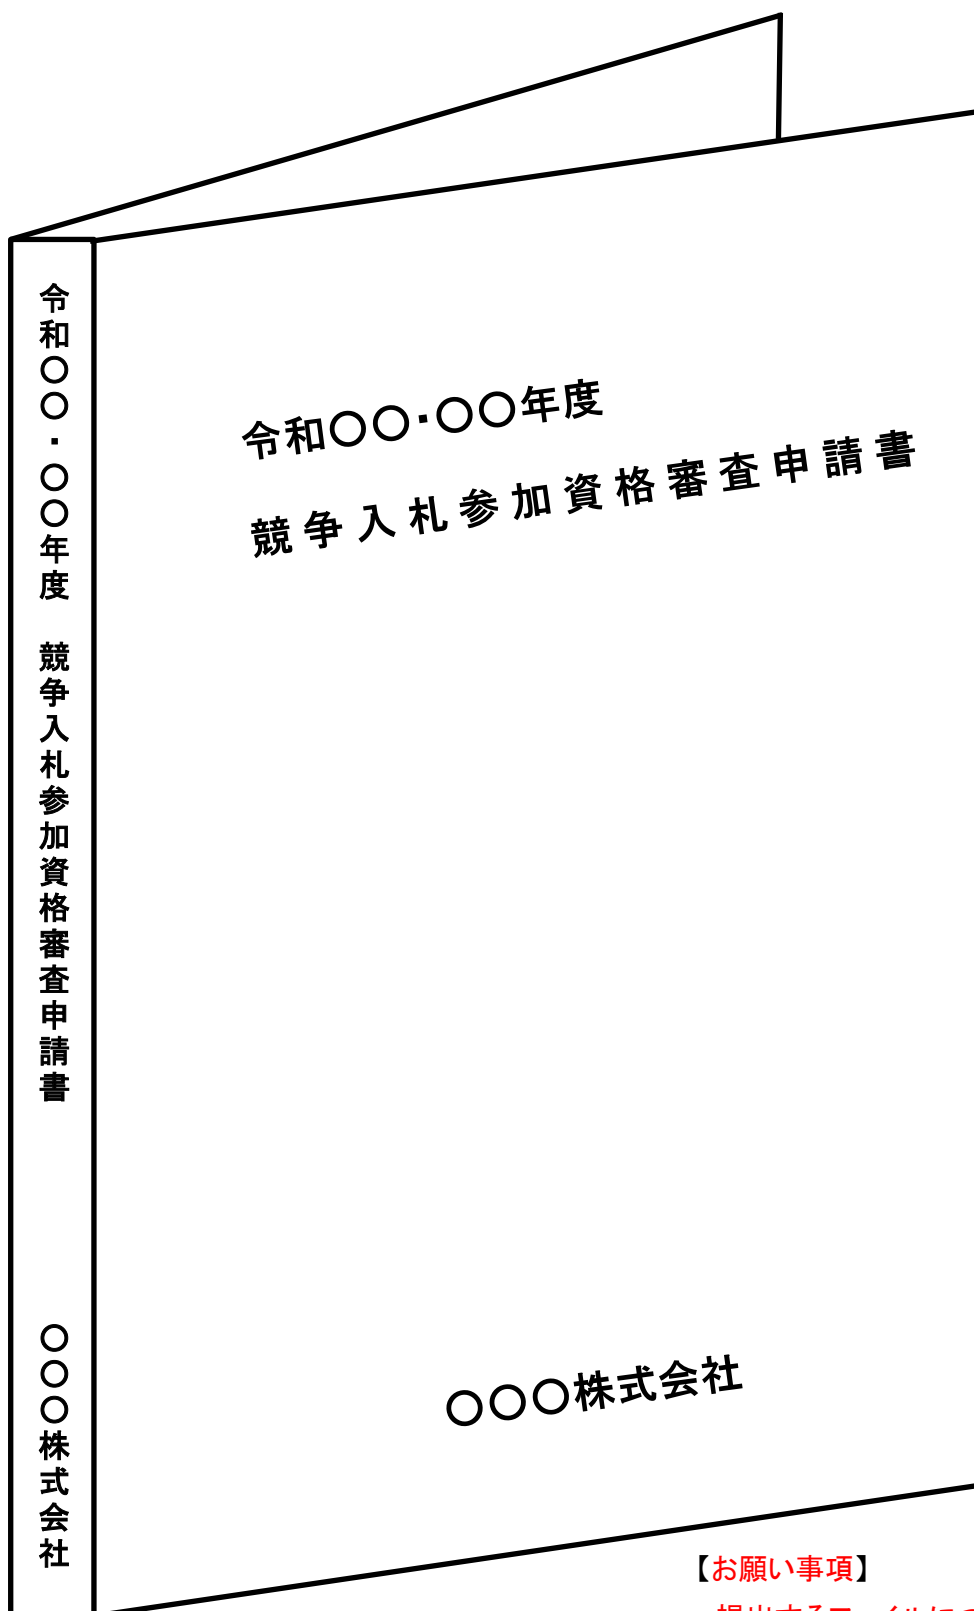 令和〇〇・〇〇年度　競争入札参加資格審査申請書
〇〇〇株式会社
令和〇〇・〇〇年度
競争入札参加資格審査申請書
〇〇〇株式会社
【お願い事項】